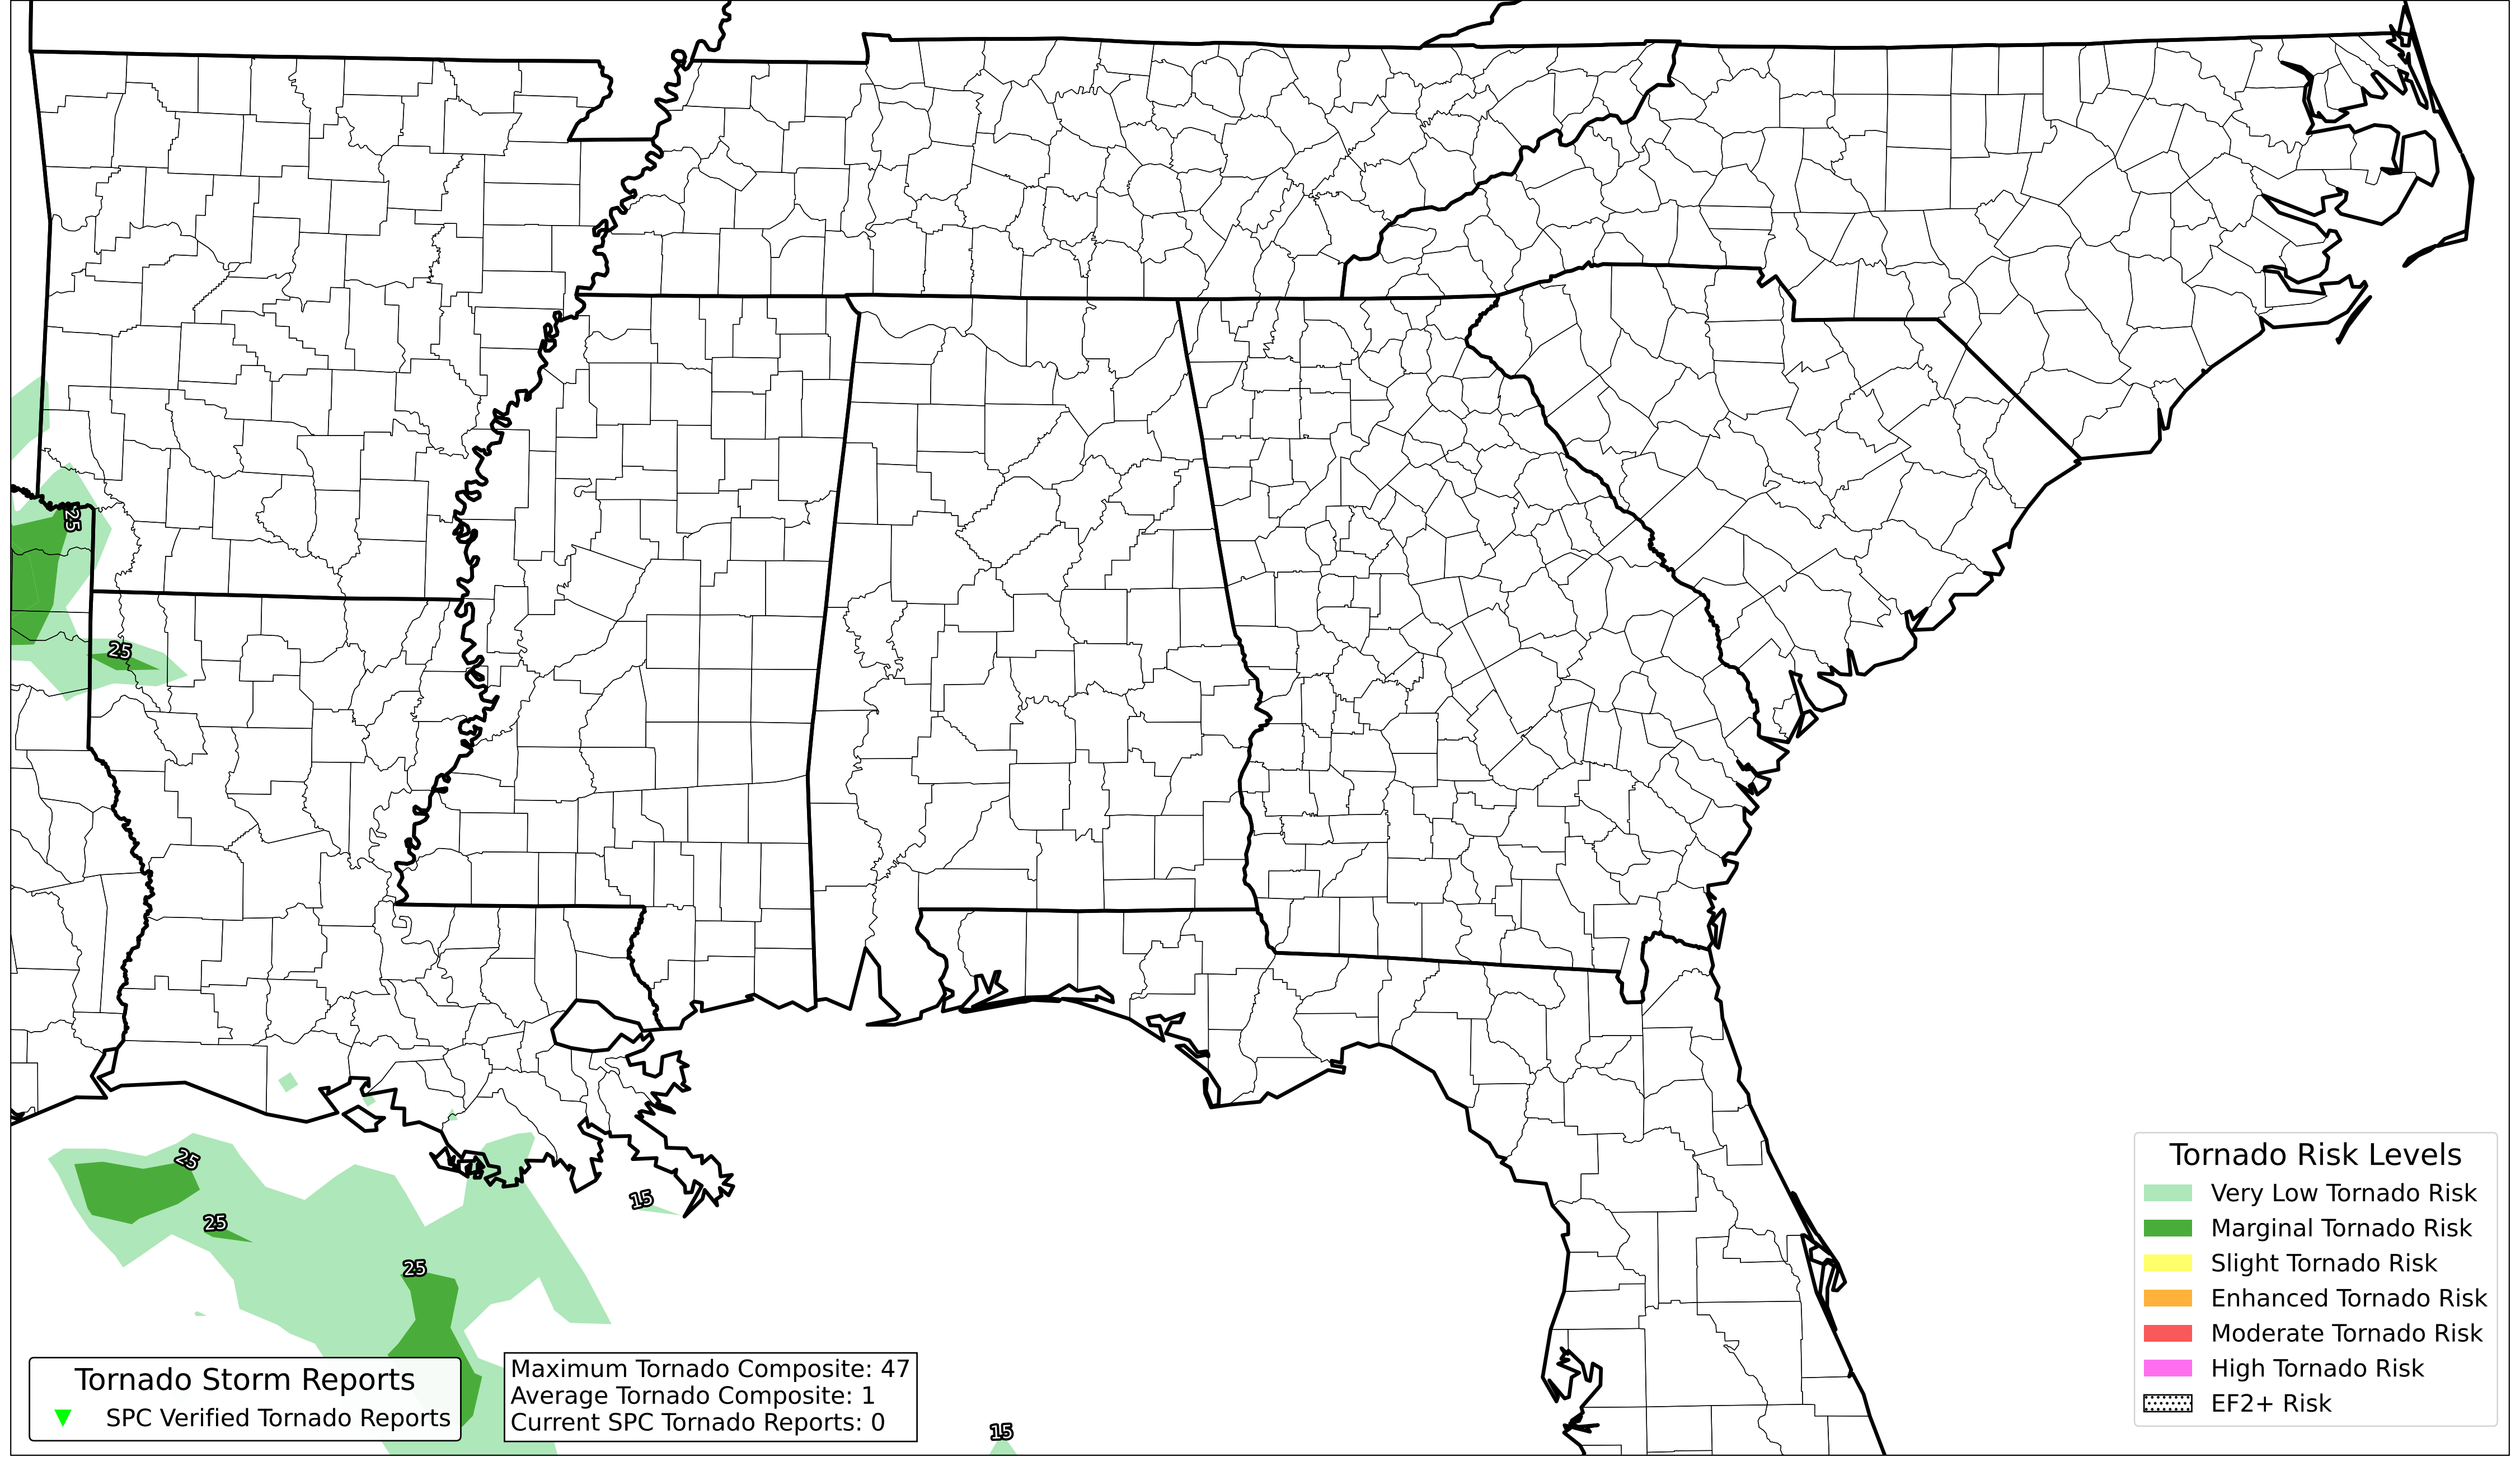 25
25
25
15
25
25
15
Tornado Risk Levels
Very Low Tornado Risk
Marginal Tornado Risk
Slight Tornado Risk
Enhanced Tornado Risk
Moderate Tornado Risk
High Tornado Risk
EF2+ Risk
Tornado Storm Reports
SPC Verified Tornado Reports
Maximum Tornado Composite: 47
Average Tornado Composite: 1
Current SPC Tornado Reports: 0